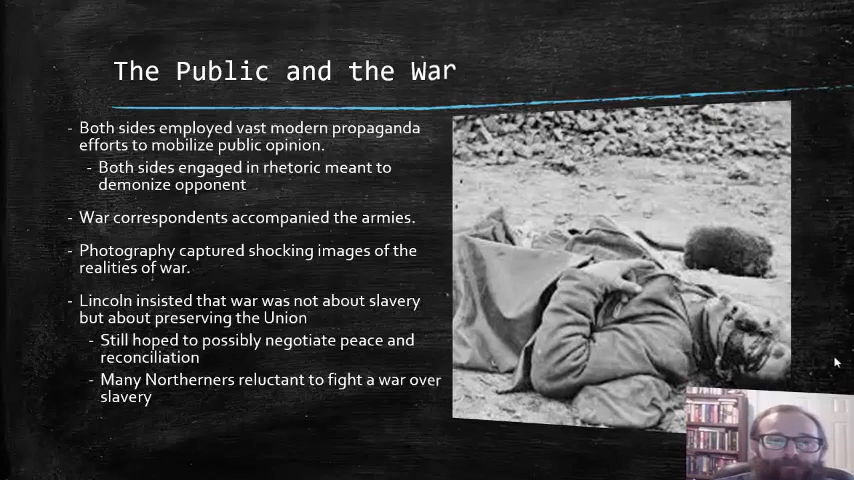 The Public and the War
- Both sides employed vast modern propaganda
efforts to mobilize public opinion.
- Both sides engaged in rhetoric meant to
demonize opponent
- War correspondents accompanied the armies.
- Photography captured shocking images of the
realities of war.
- Lincoln insisted that war was not about slavery
but about preserving the Union
- Still hoped to possibly negotiate peace and
reconciliation
- Many Northerners reluctant to fight a war over
slavery